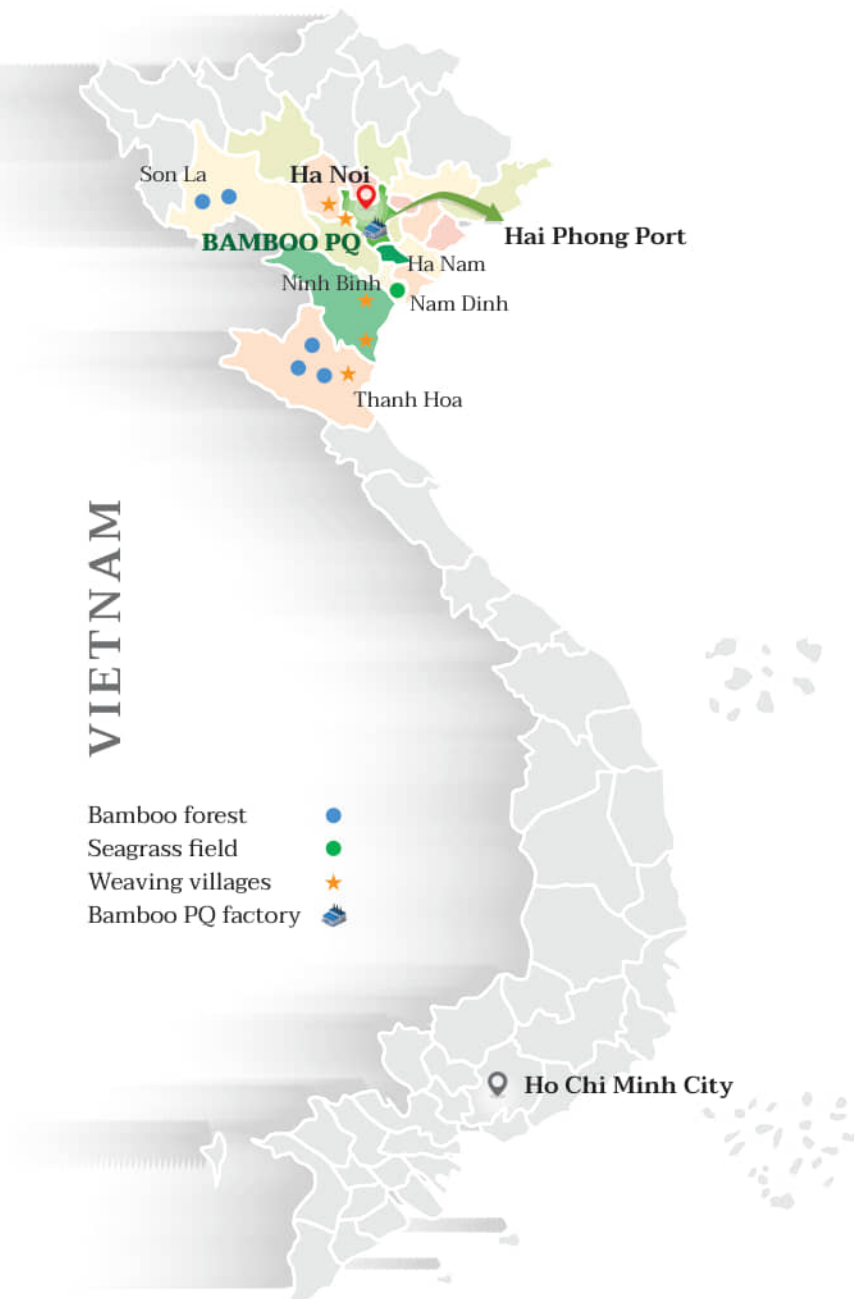 Son La
Ha Noi
BAMBOO PQ
Hai Phong Port
Ha Nam
Ninh Binh
Nam Dinh
Thanh Hoa
VIETNAM
Bamboo forest
Seagrass field
Weaving villages
Bamboo PQ factory
Ho Chi Minh City